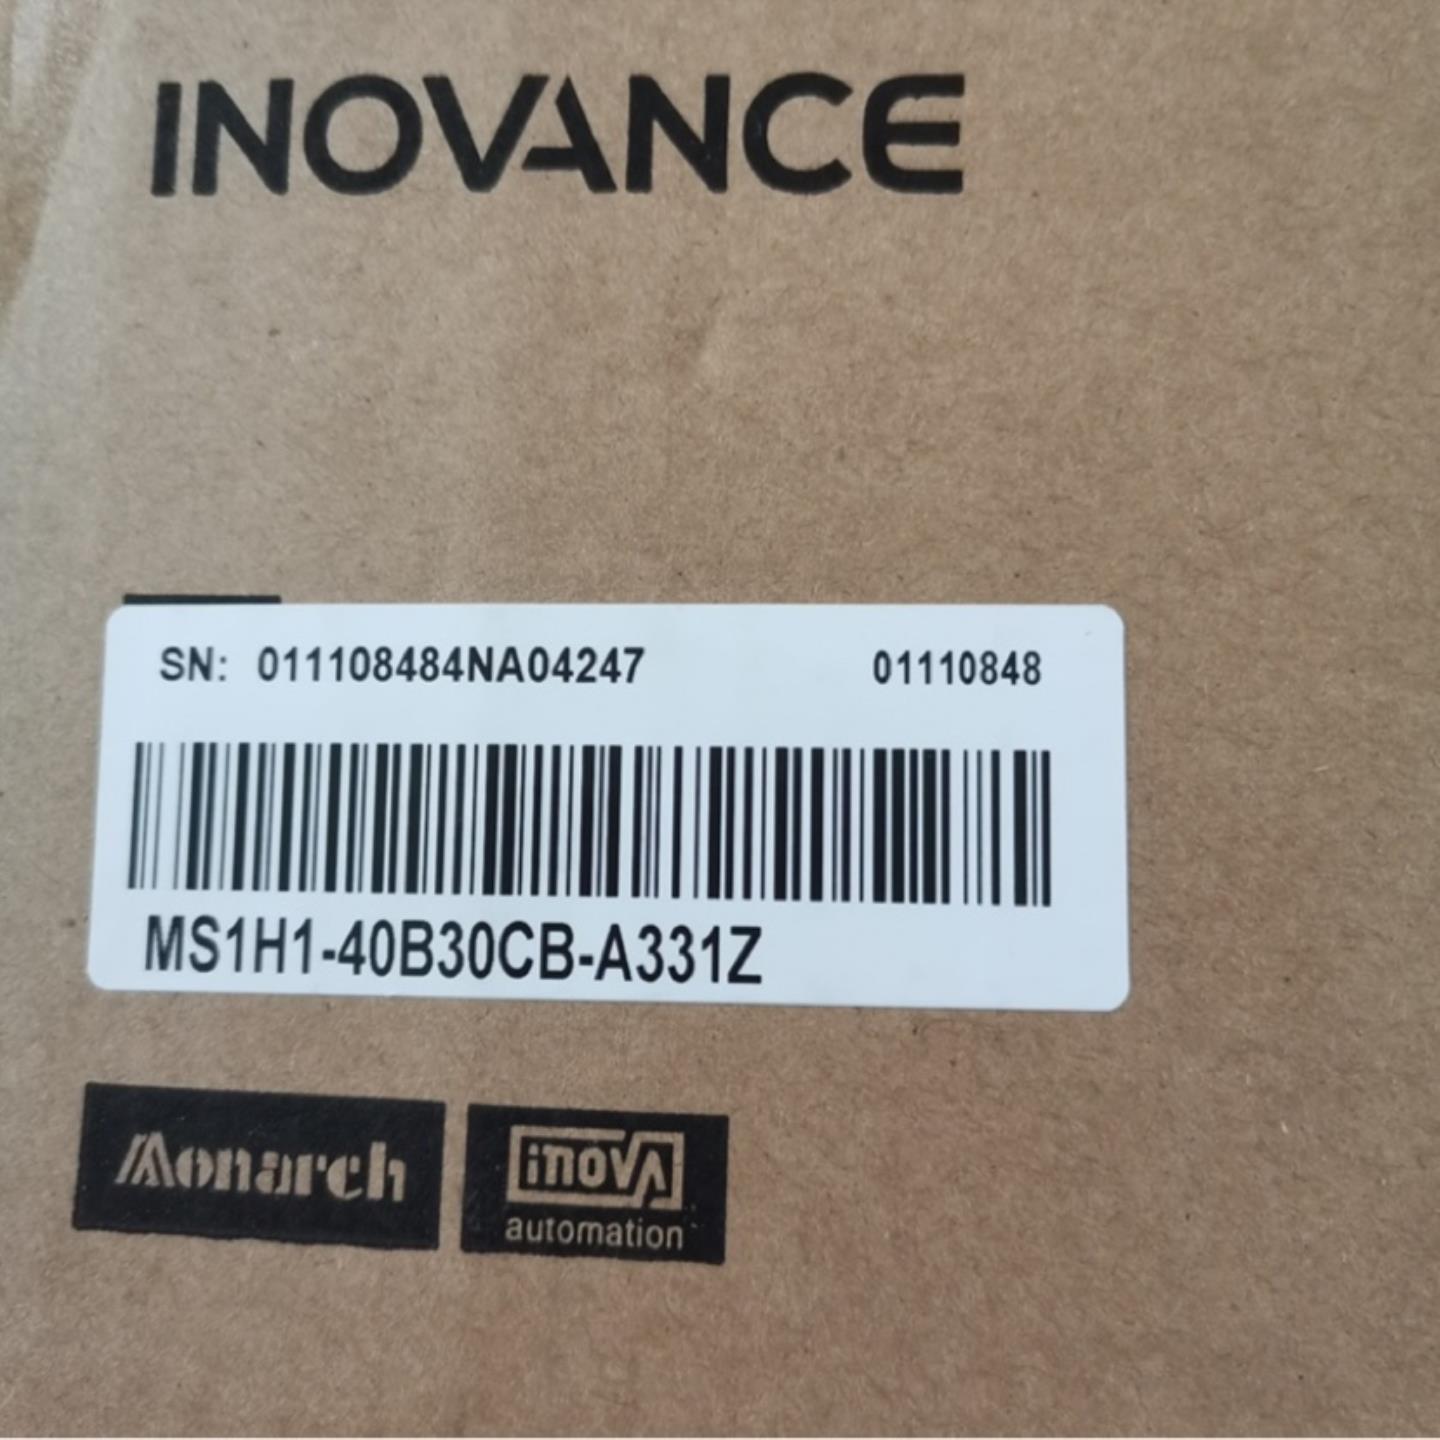 INOVANCE
SN: 011108484NA04247 01110848
MS1H1-40B30CB-A331Z
Monarch
inovA
automation